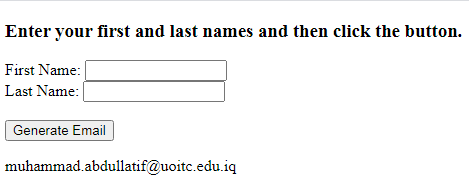 Enter your first and last names and then click the button.
First Name:
Last Name:
Generate Email
muhammad.abdullatif@uoitc.edu.iq